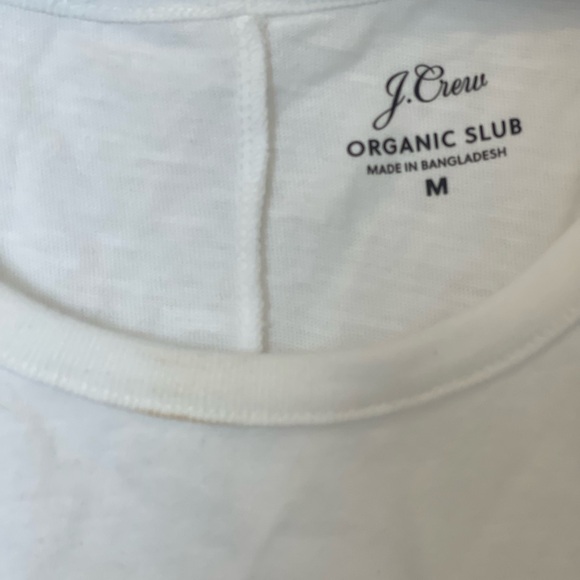 J.Crew
ORGANIC SLUB
MADE IN BANGLADESH
M